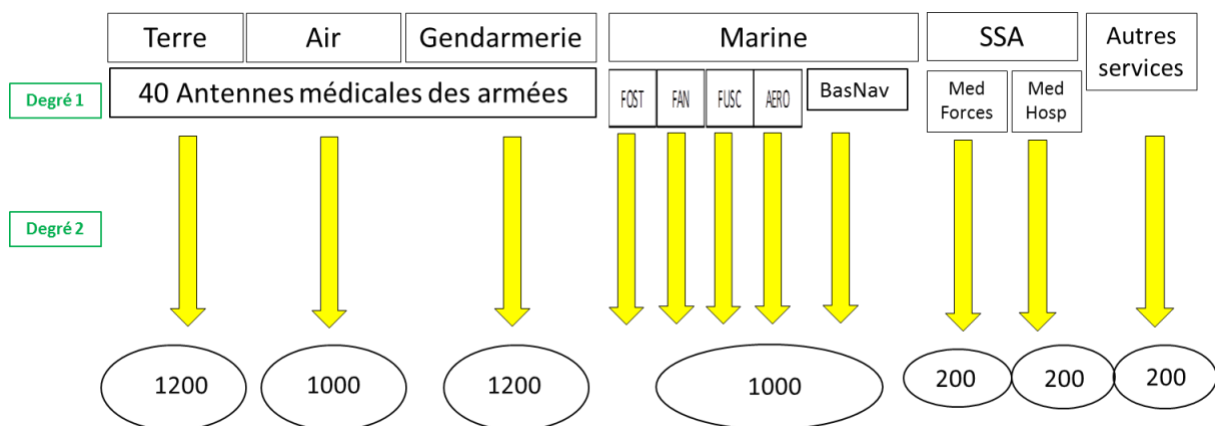 Terre
Air
Gendarmerie
Marine
SSA
Autres
services
Degré 1
40 Antennes médicales des armées
FOST
FAN
FUSC
AERO
BasNav
Med
Forces
Med
Hosp
Degré 2
1200
1000
1200
1000
200
200
200